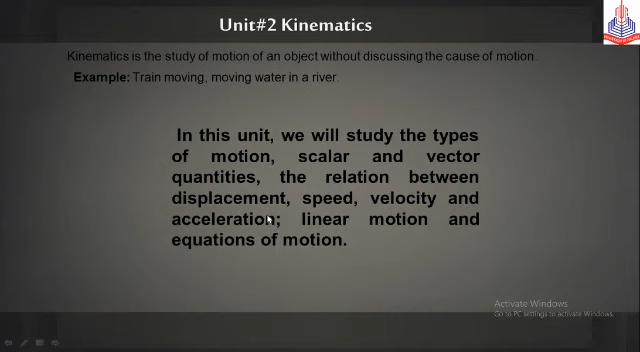 Unit#2 Kinematics
Kinematics is the study of motion of an object without discussing the cause of motion.
Example: Train moving, moving water in a river.
In this unit, we will study the types
of motion, scalar and vector
quantities, the relation between
displacement, speed, velocity and
acceleration; linear motion and
equations of motion.
Activate Windows
Go to PC settings to activate Windows.